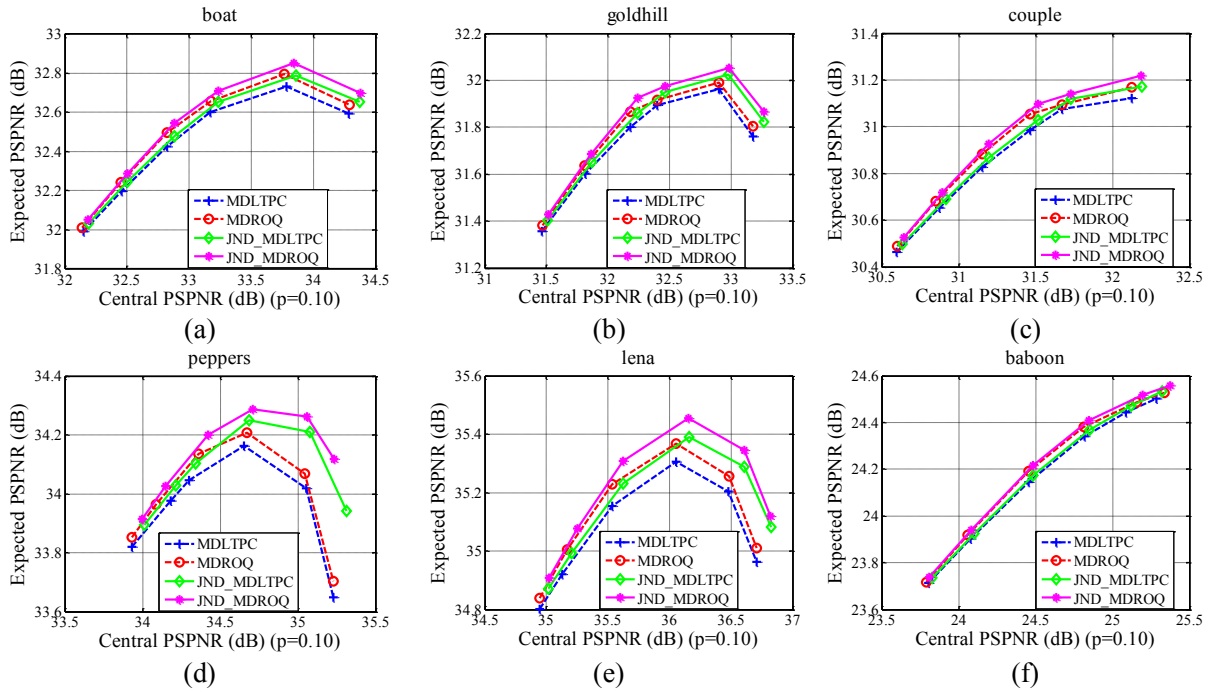 boat
goldhill
couple
Expected PSPNR (dB)
33
32.8
32.6
32.4
32.2
32
31.8
MDLTPC
MDROQ
JND_MDLTPC
JND_MDROQ
32 32.5 33 33.5 34 34.5
Central PSPNR (dB) (p=0.10)
(a)
Expected PSPNR (dB)
32.2
32
31.8
31.6
31.4
31.2
MDLTPC
MDROQ
JND_MDLTPC
JND_MDROQ
31 31.5 32 32.5 33 33.5
Central PSPNR (dB) (p=0.10)
(b)
Expected PSPNR (dB)
31.4
31.2
31
30.8
30.6
30.4
MDLTPC
MDROQ
JND_MDLTPC
JND_MDROQ
30.5 31 31.5 32 32.5
Central PSPNR (dB) (p=0.10)
(c)
peppers
lena
baboon
Expected PSPNR (dB)
34.4
34.2
34
33.8
33.6
MDLTPC
MDROQ
JND_MDLTPC
JND_MDROQ
33.5 34 34.5 35 35.5
Central PSPNR (dB) (p=0.10)
(d)
Expected PSPNR (dB)
35.6
35.4
35.2
35
34.8
MDLTPC
MDROQ
JND_MDLTPC
JND_MDROQ
34.5 35 35.5 36 36.5 37
Central PSPNR (dB) (p=0.10)
(e)
Expected PSPNR (dB)
24.6
24.4
24.2
24
23.8
23.6
MDLTPC
MDROQ
JND_MDLTPC
JND_MDROQ
23.5 24 24.5 25 25.5
Central PSPNR (dB) (p=0.10)
(f)